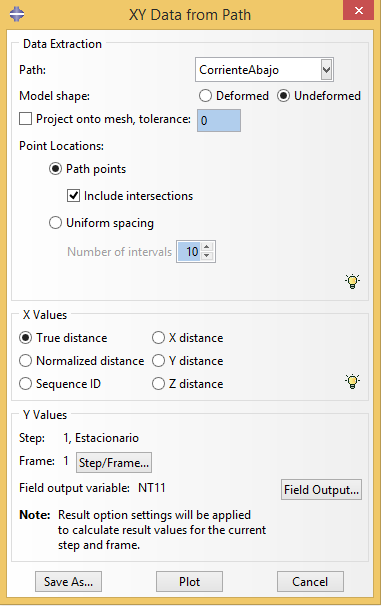 XY Data from Path
Data Extraction
Path: CorrienteAbajo
Model shape: Deformed Undeformed
Project onto mesh, tolerance: 0
Point Locations:
Path points
Include intersections
Uniform spacing
Number of intervals 10
X Values
True distance X distance
Normalized distance Y distance
Sequence ID Z distance
Y Values
Step: 1, Estacionario
Frame: 1 Step/Frame...
Field output variable: NT11 Field Output...
Note: Result option settings will be applied
to calculate result values for the current
step and frame.
Save As... Plot Cancel